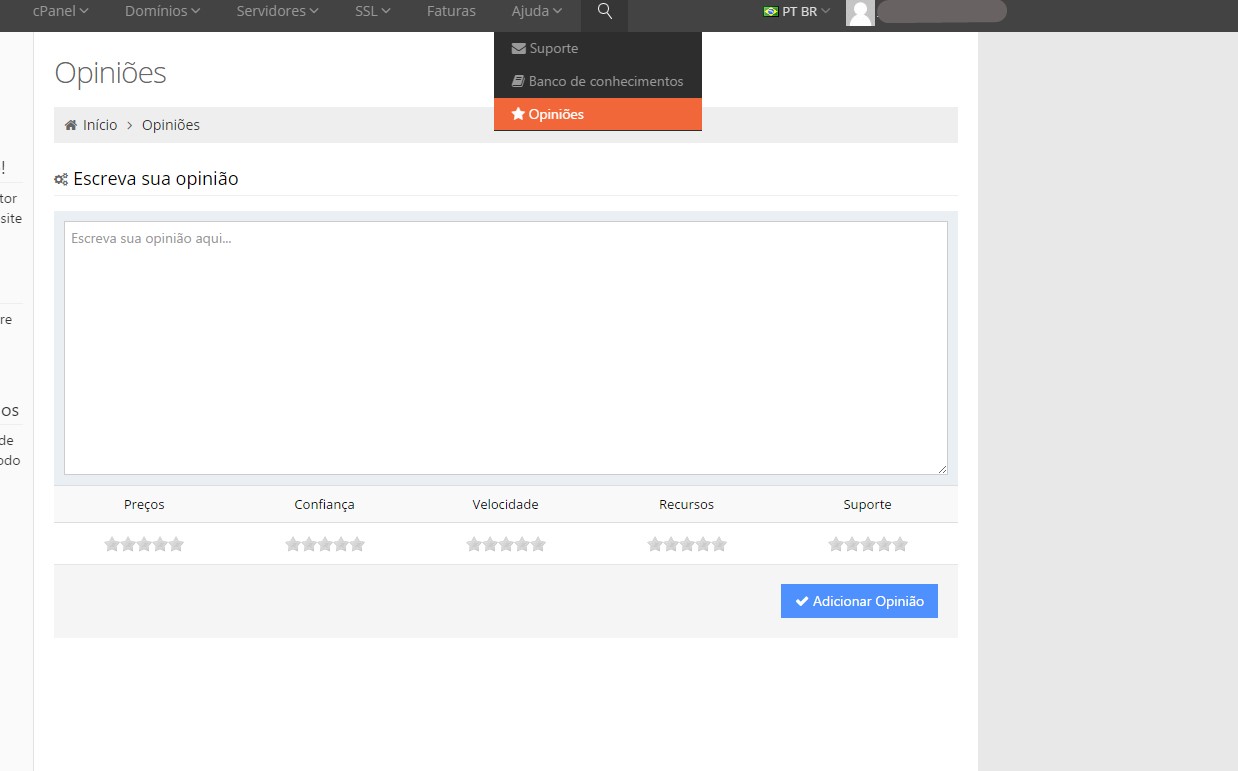 cPanel Domínios Servidores SSL Faturas Ajuda PT BR
Suporte
Banco de conhecimentos
Opiniões
Opiniões
Início > Opiniões
!
tor
site
re
os
de
odo
Escreva sua opinião
Escreva sua opinião aqui...
Preços Confiança Velocidade Recursos Suporte
Adicionar Opinião